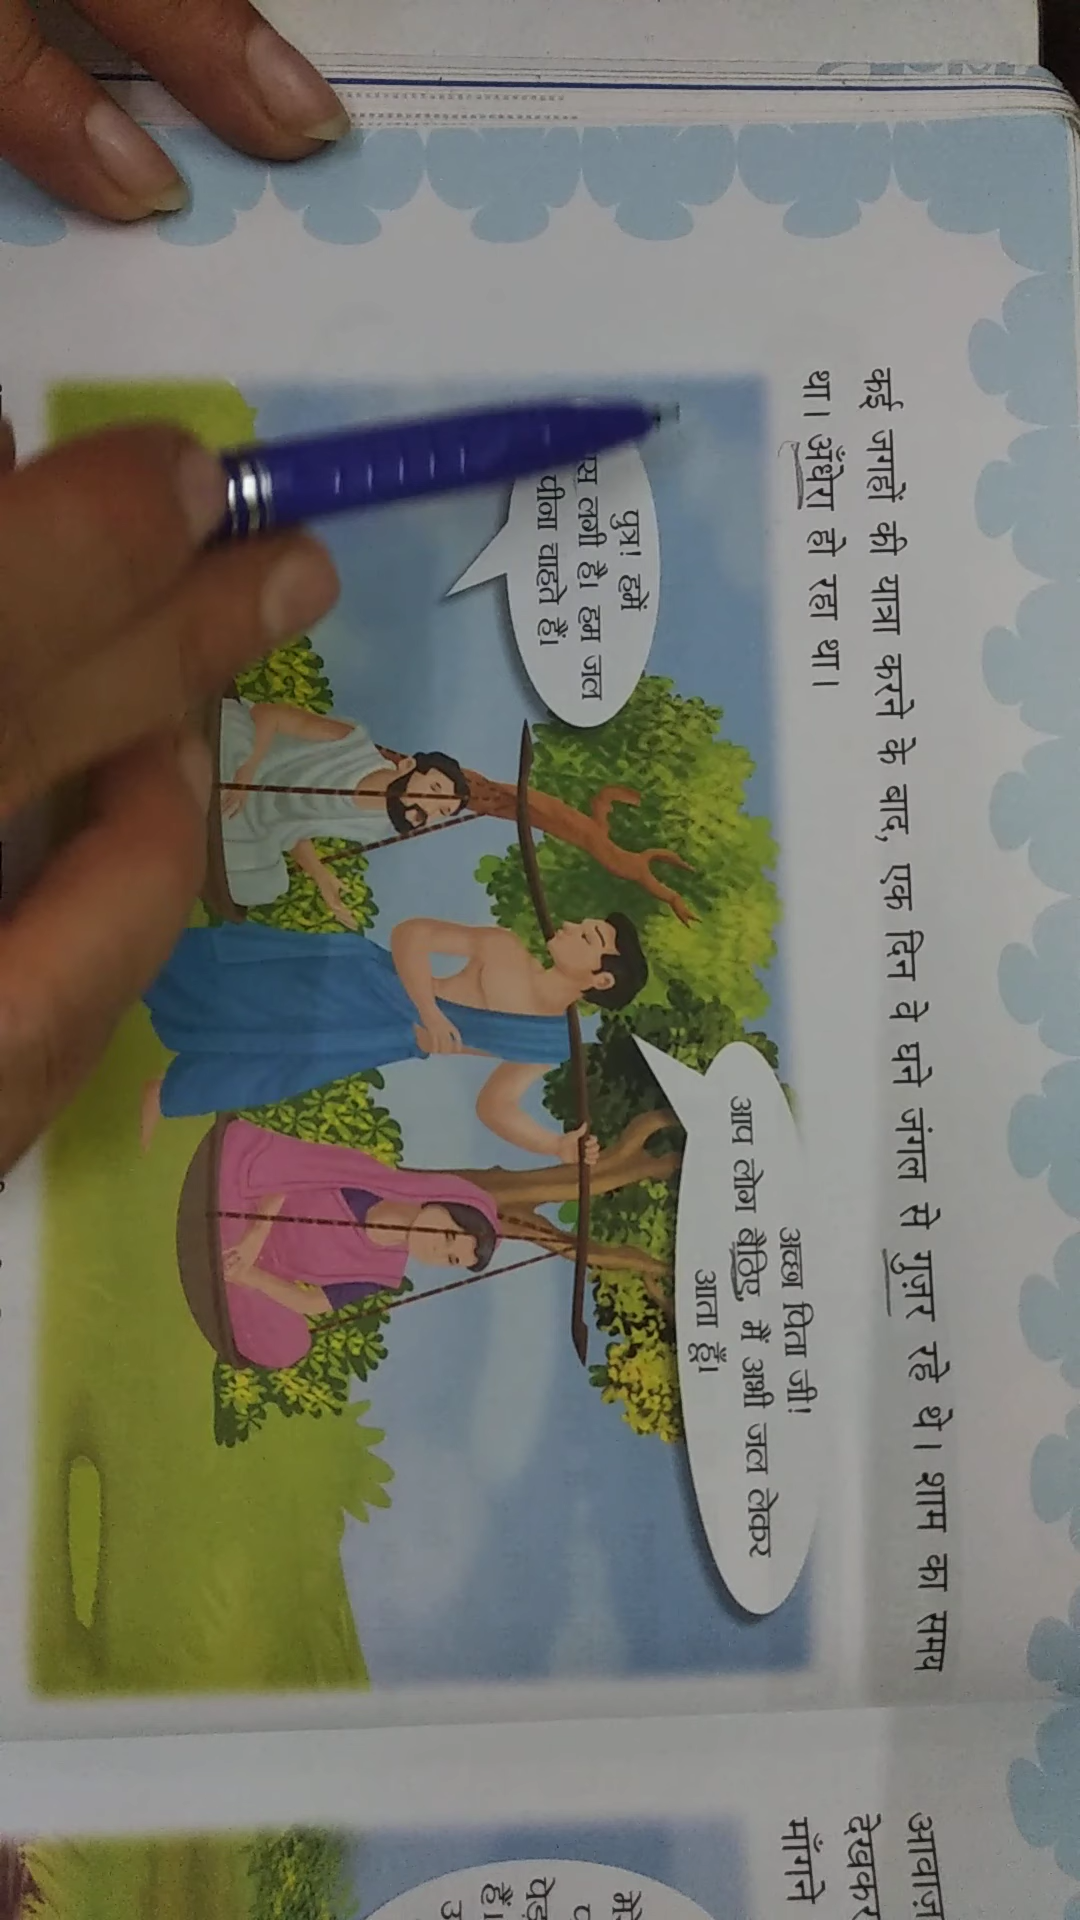 कई जगहों की यात्रा करने के बाद, एक दिन वे घने जंगल से गुज़र रहे थे। शाम का समय
था। अँधेरा हो रहा था।
पुत्र! हमें
लगी है। हम जल
पीना चाहते हैं।
अच्छा पिता जी!
आप लोग बैठिए, मैं अभी जल लेकर
आता हूँ।
आवाज़
देखकर
माँगने
पेड़
हैं।